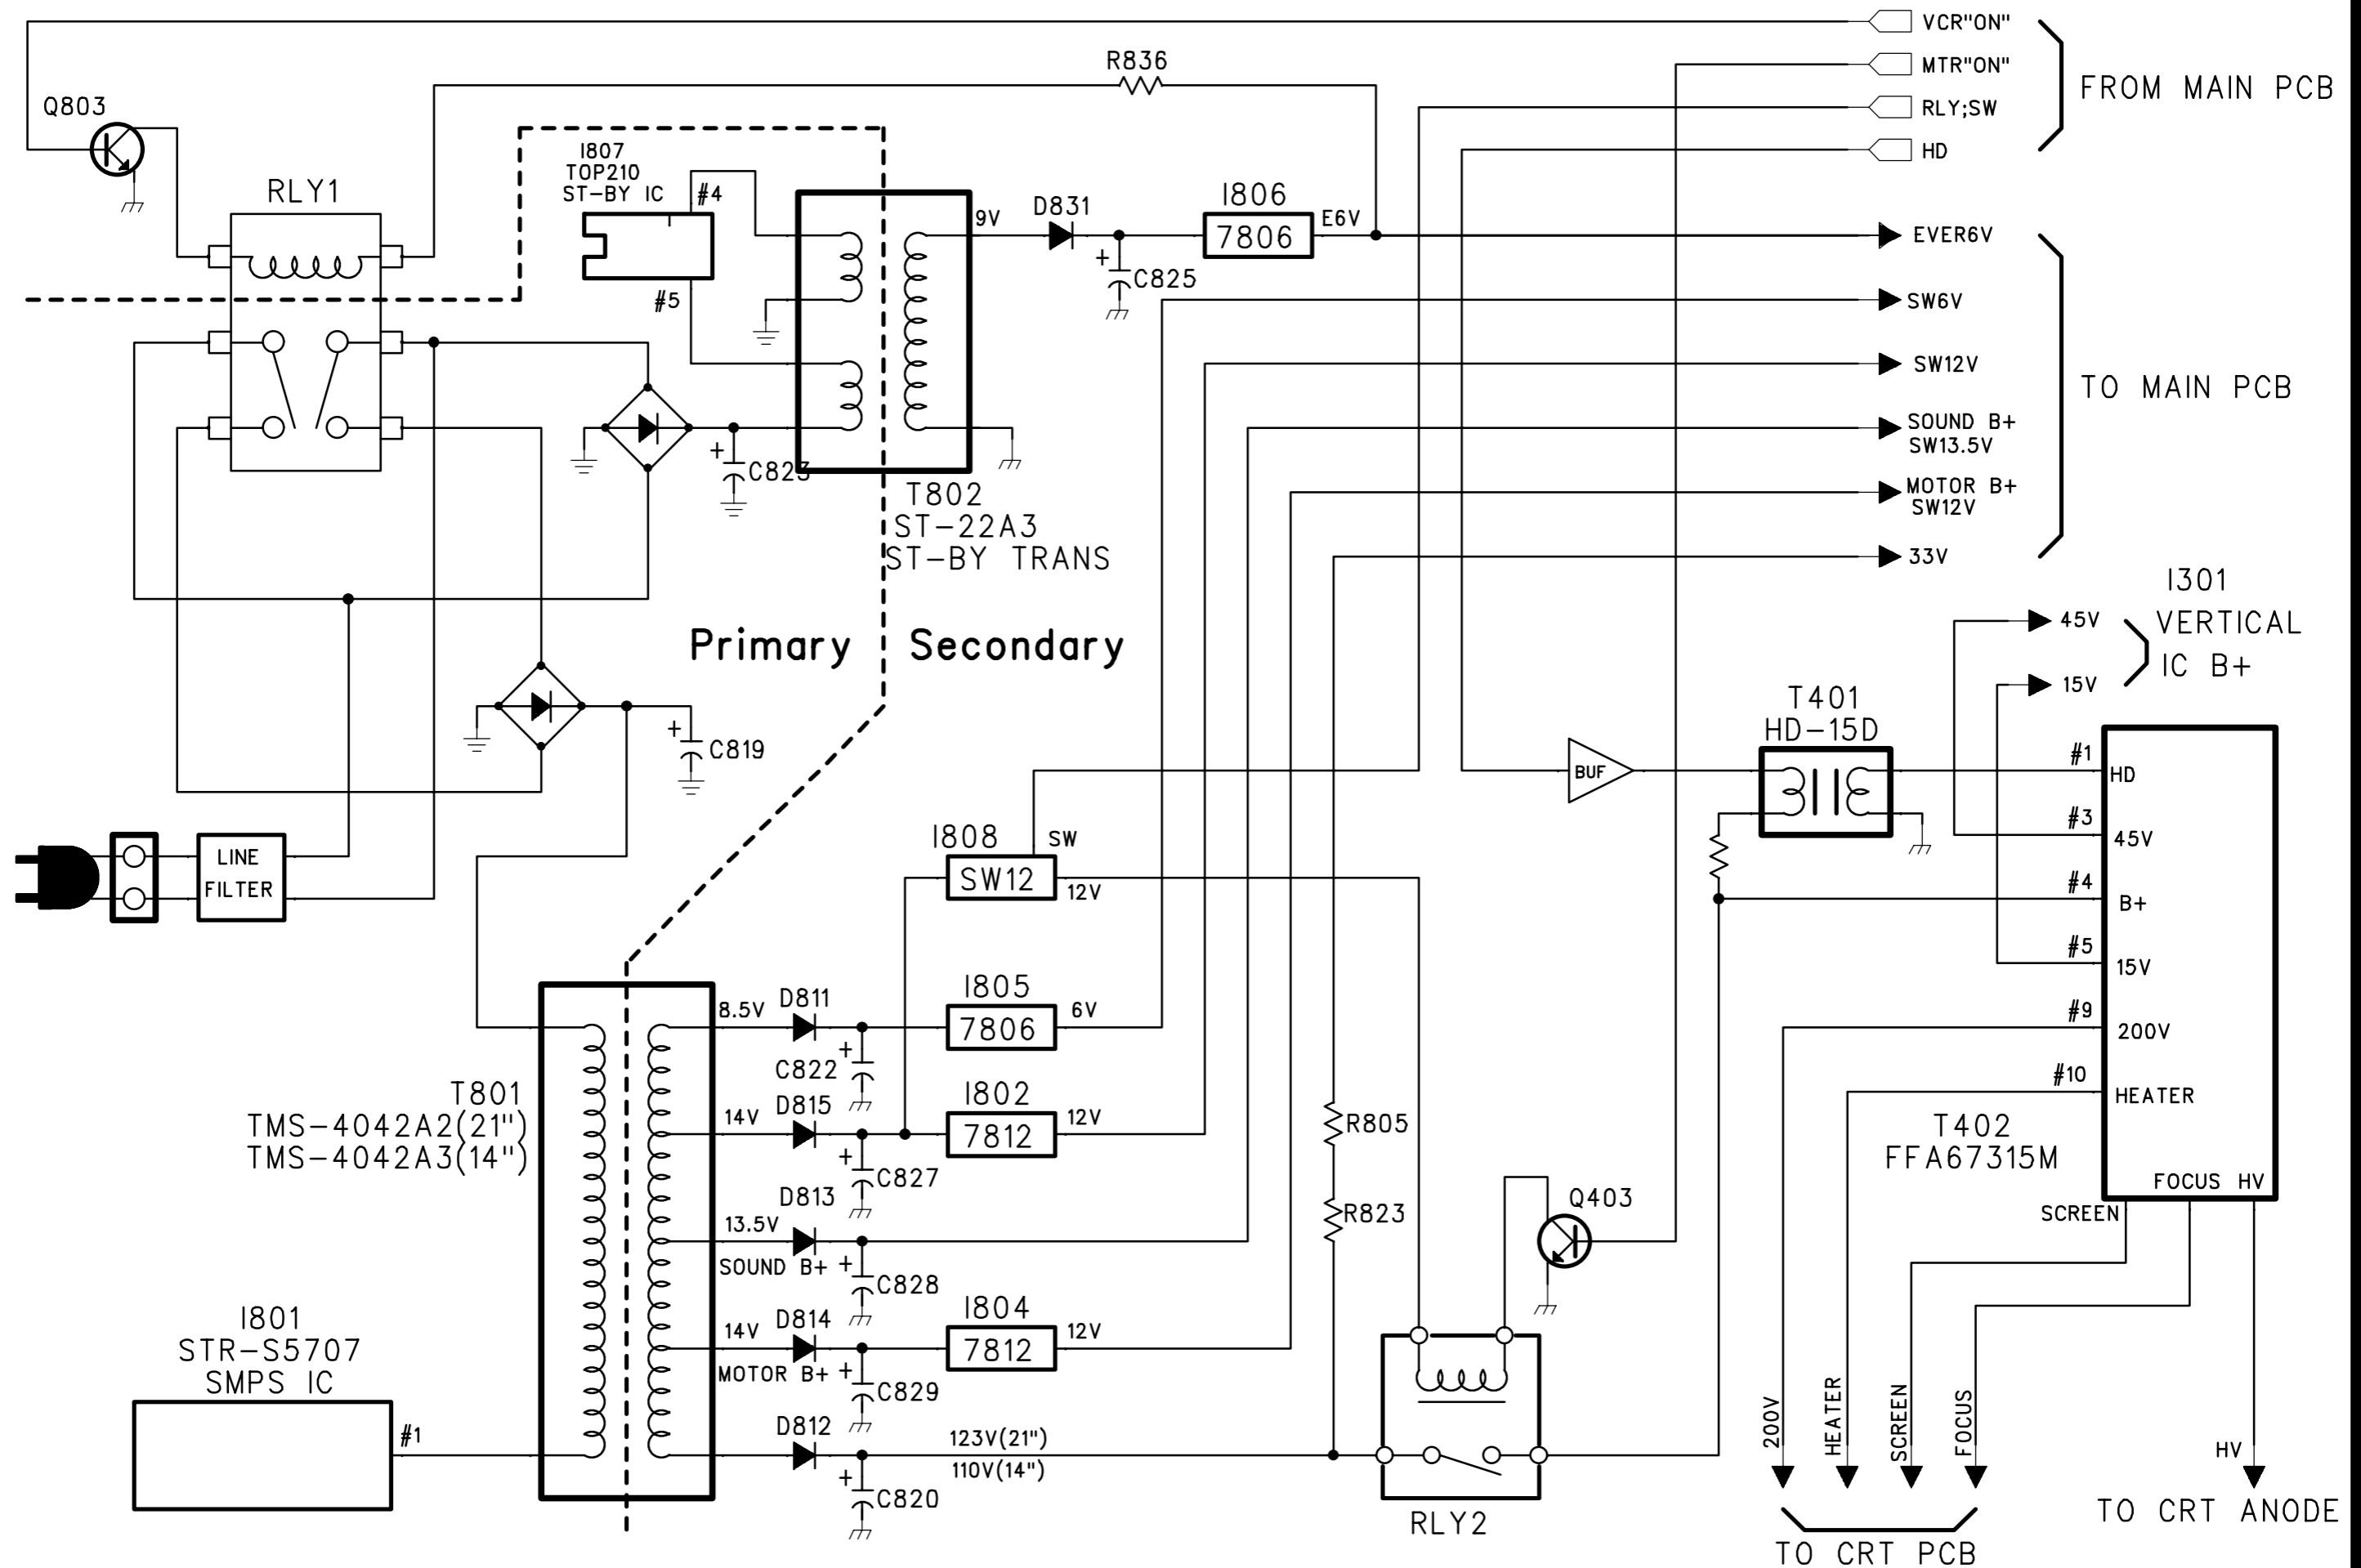 VCR"ON"
MTR"ON"
RLY;SW
HD
FROM MAIN PCB
R836
Q803
RLY1
I807
TOP210
ST-BY IC
#4
#5
9V
D831
C825
I806
7806
E6V
EVER6V
SW6V
SW12V
SOUND B+
SW13.5V
MOTOR B+
SW12V
33V
TO MAIN PCB
C823
T802
ST-22A3
ST-BY TRANS
Primary
Secondary
I301
VERTICAL
IC B+
45V
15V
C819
T401
HD-15D
BUF
LINE
FILTER
I808
SW
SW12
12V
#1
HD
#3
45V
#4
B+
#5
15V
#9
200V
#10
HEATER
T402
FFA67315M
FOCUS HV
SCREEN
T801
TMS-4042A2(21")
TMS-4042A3(14")
8.5V
D811
C822
I805
7806
6V
14V
D815
C827
I802
7812
12V
13.5V
D813
SOUND B+
C828
14V
D814
MOTOR B+
C829
I804
7812
12V
D812
123V(21")
110V(14")
C820
R805
R823
Q403
RLY2
I801
STR-S5707
SMPS IC
#1
200V
HEATER
SCREEN
FOCUS
HV
TO CRT PCB
TO CRT ANODE
+
+
+
+
+
+
+
+